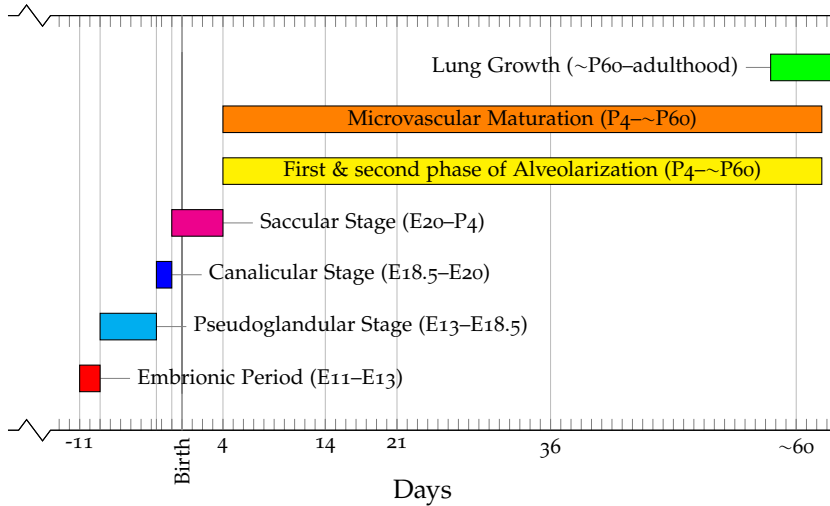 Lung Growth (~P60–adulthood)
Microvascular Maturation (P4–~P60)
First & second phase of Alveolarization (P4–~P60)
Saccular Stage (E20–P4)
Canalicular Stage (E18.5–E20)
Pseudoglandular Stage (E13–E18.5)
Embrionic Period (E11–E13)
-11 Birth 4 14 21 36 ~60
Days